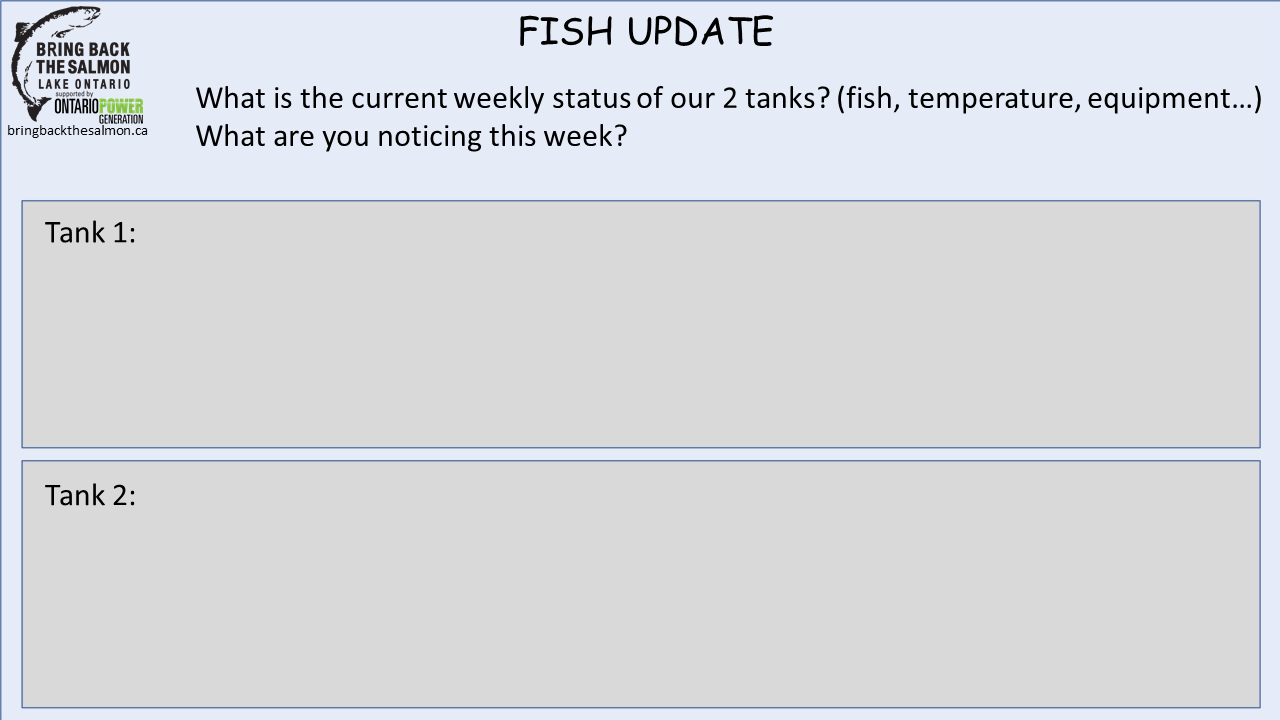 FISH UPDATE
BRING BACK
THE SALMON
LAKE ONTARIO
supported by
ONTARIOPOWER
GENERATION
bringbackthesalmon.ca
What is the current weekly status of our 2 tanks? (fish, temperature, equipment...)
What are you noticing this week?
Tank 1:
Tank 2: